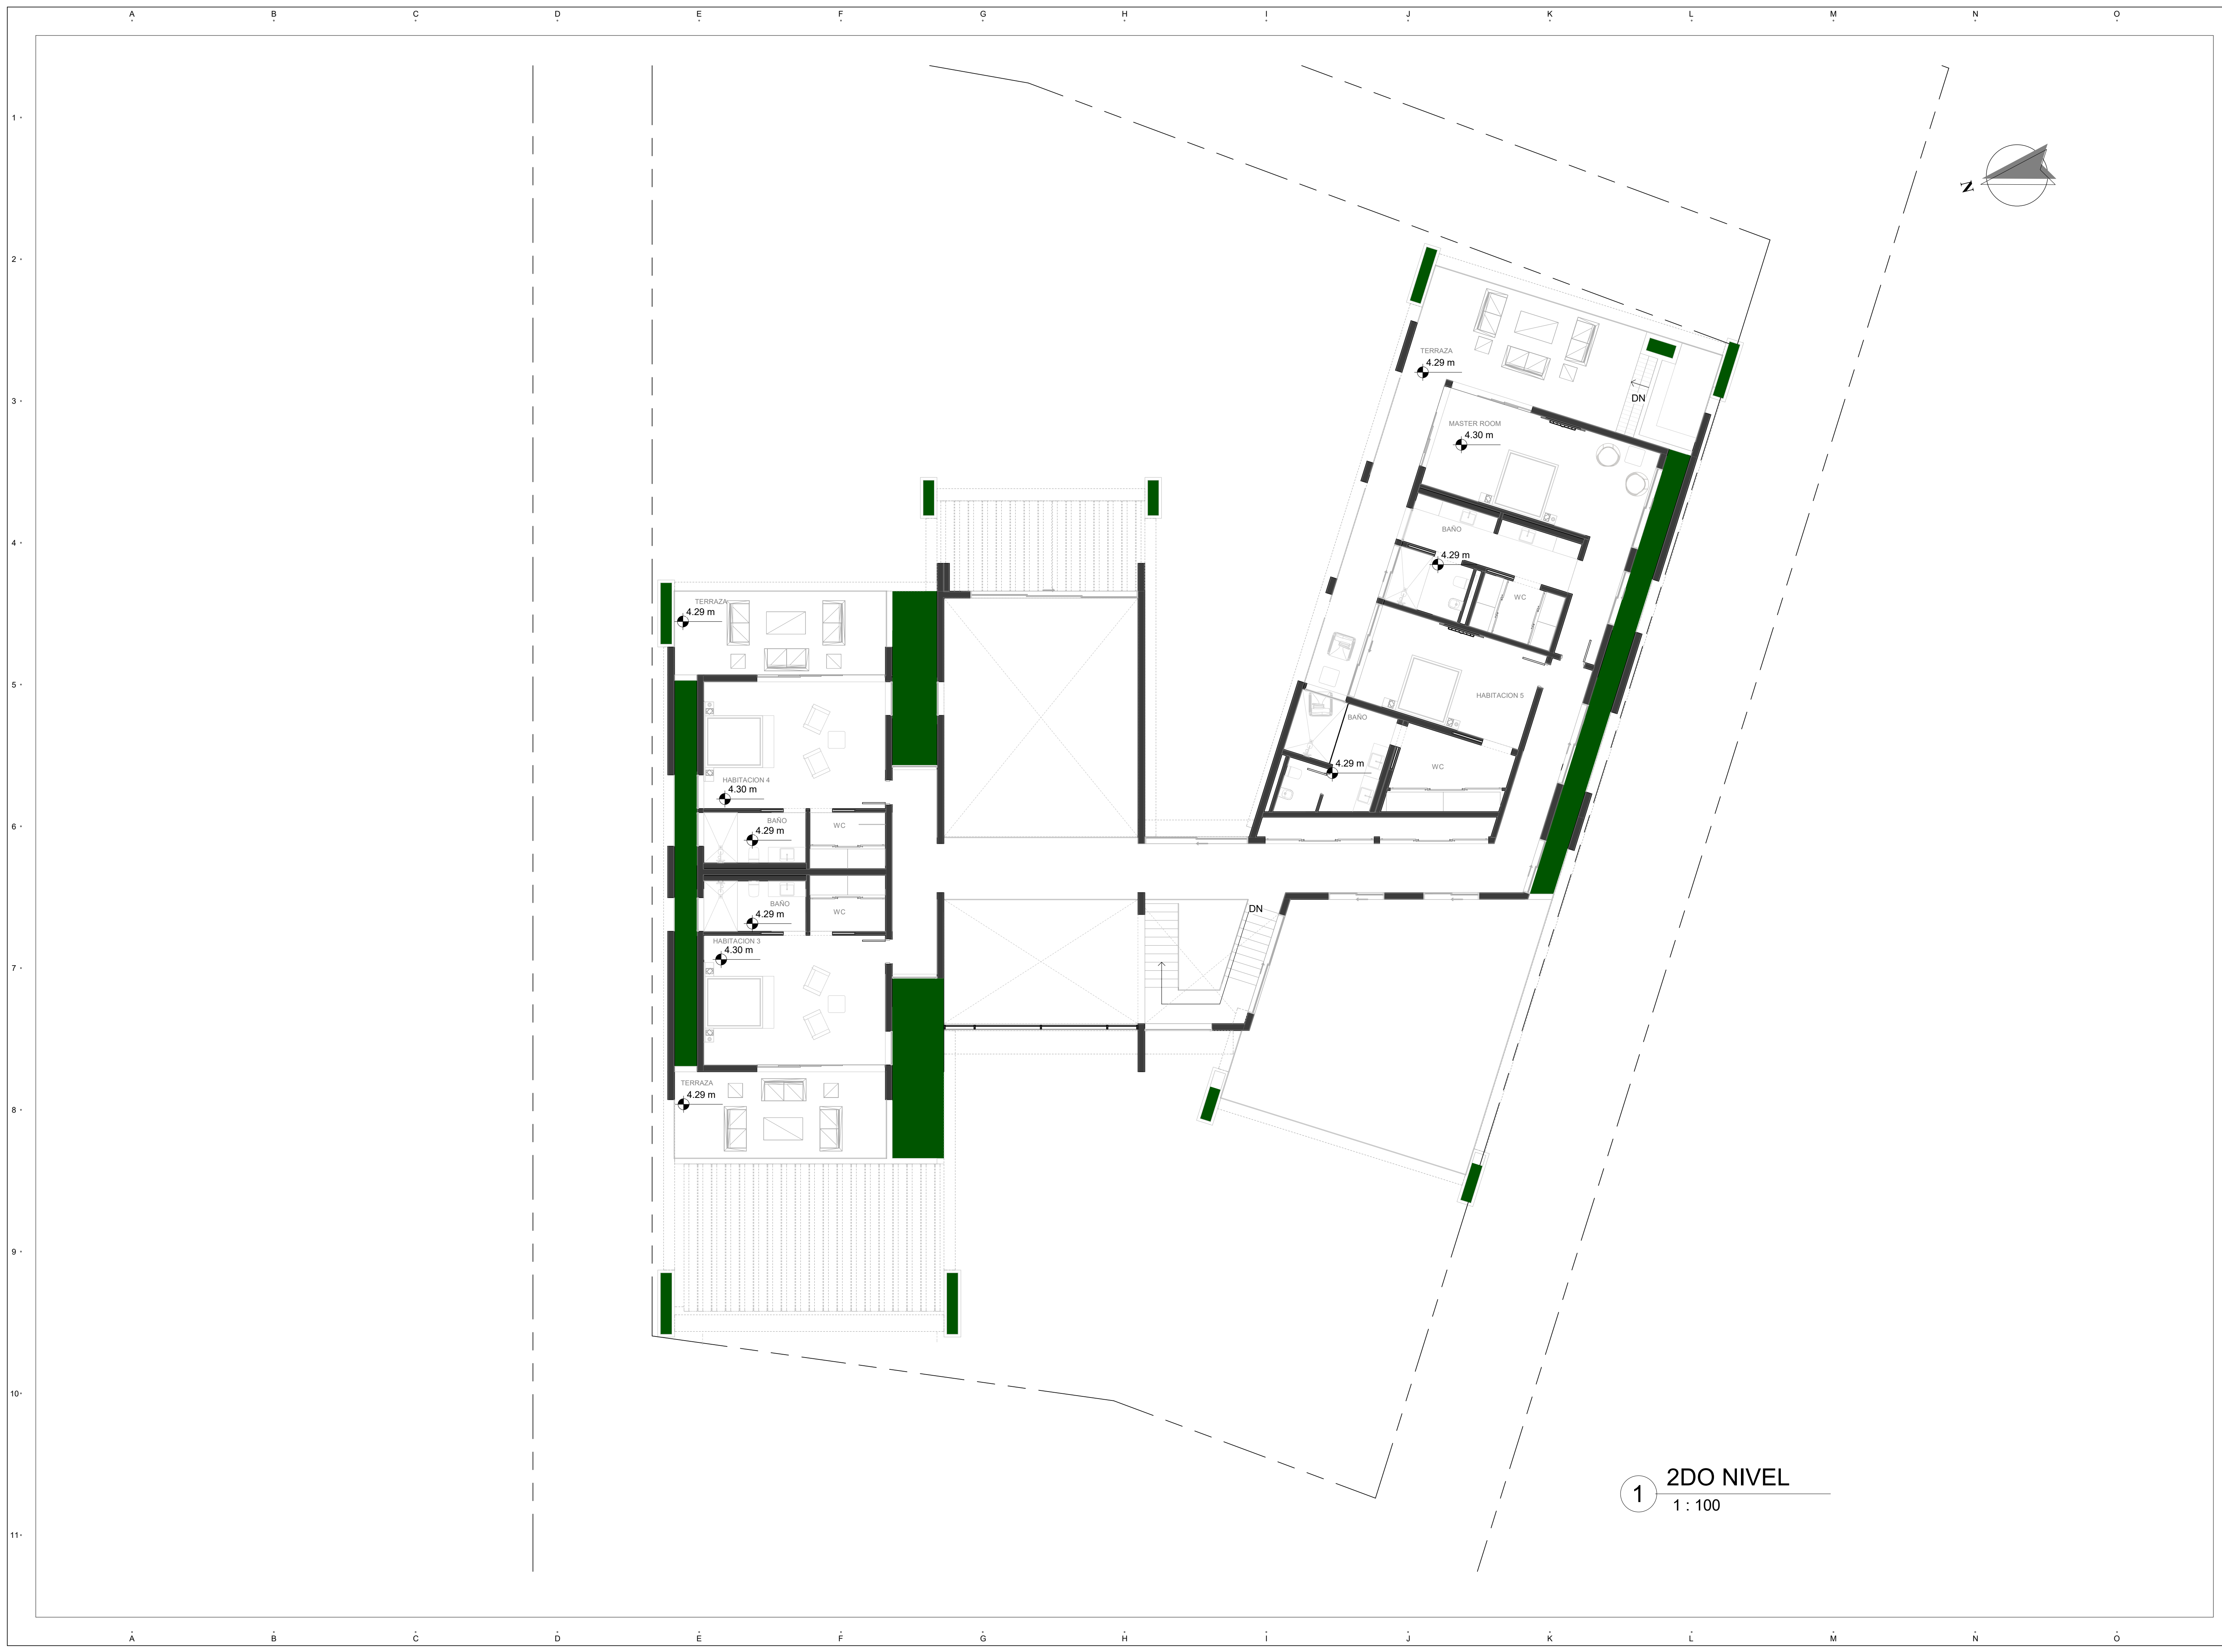 A B C D E F G H I J K L M N O
1
N
2
TERRAZA
4.29 m
3
DN
MASTER ROOM
4.30 m
BAÑO
4
4.29 m
WC
TERRAZA
4.29 m
5
HABITACION 5
BAÑO
4.29 m
WC
HABITACION 4
4.30 m
6
BAÑO
4.29 m
WC
BAÑO
4.29 m
WC
DN
HABITACION 3
4.30 m
7
TERRAZA
4.29 m
8
9
10
1
2DO NIVEL
1 : 100
11
A B C D E F G H I J K L M N O